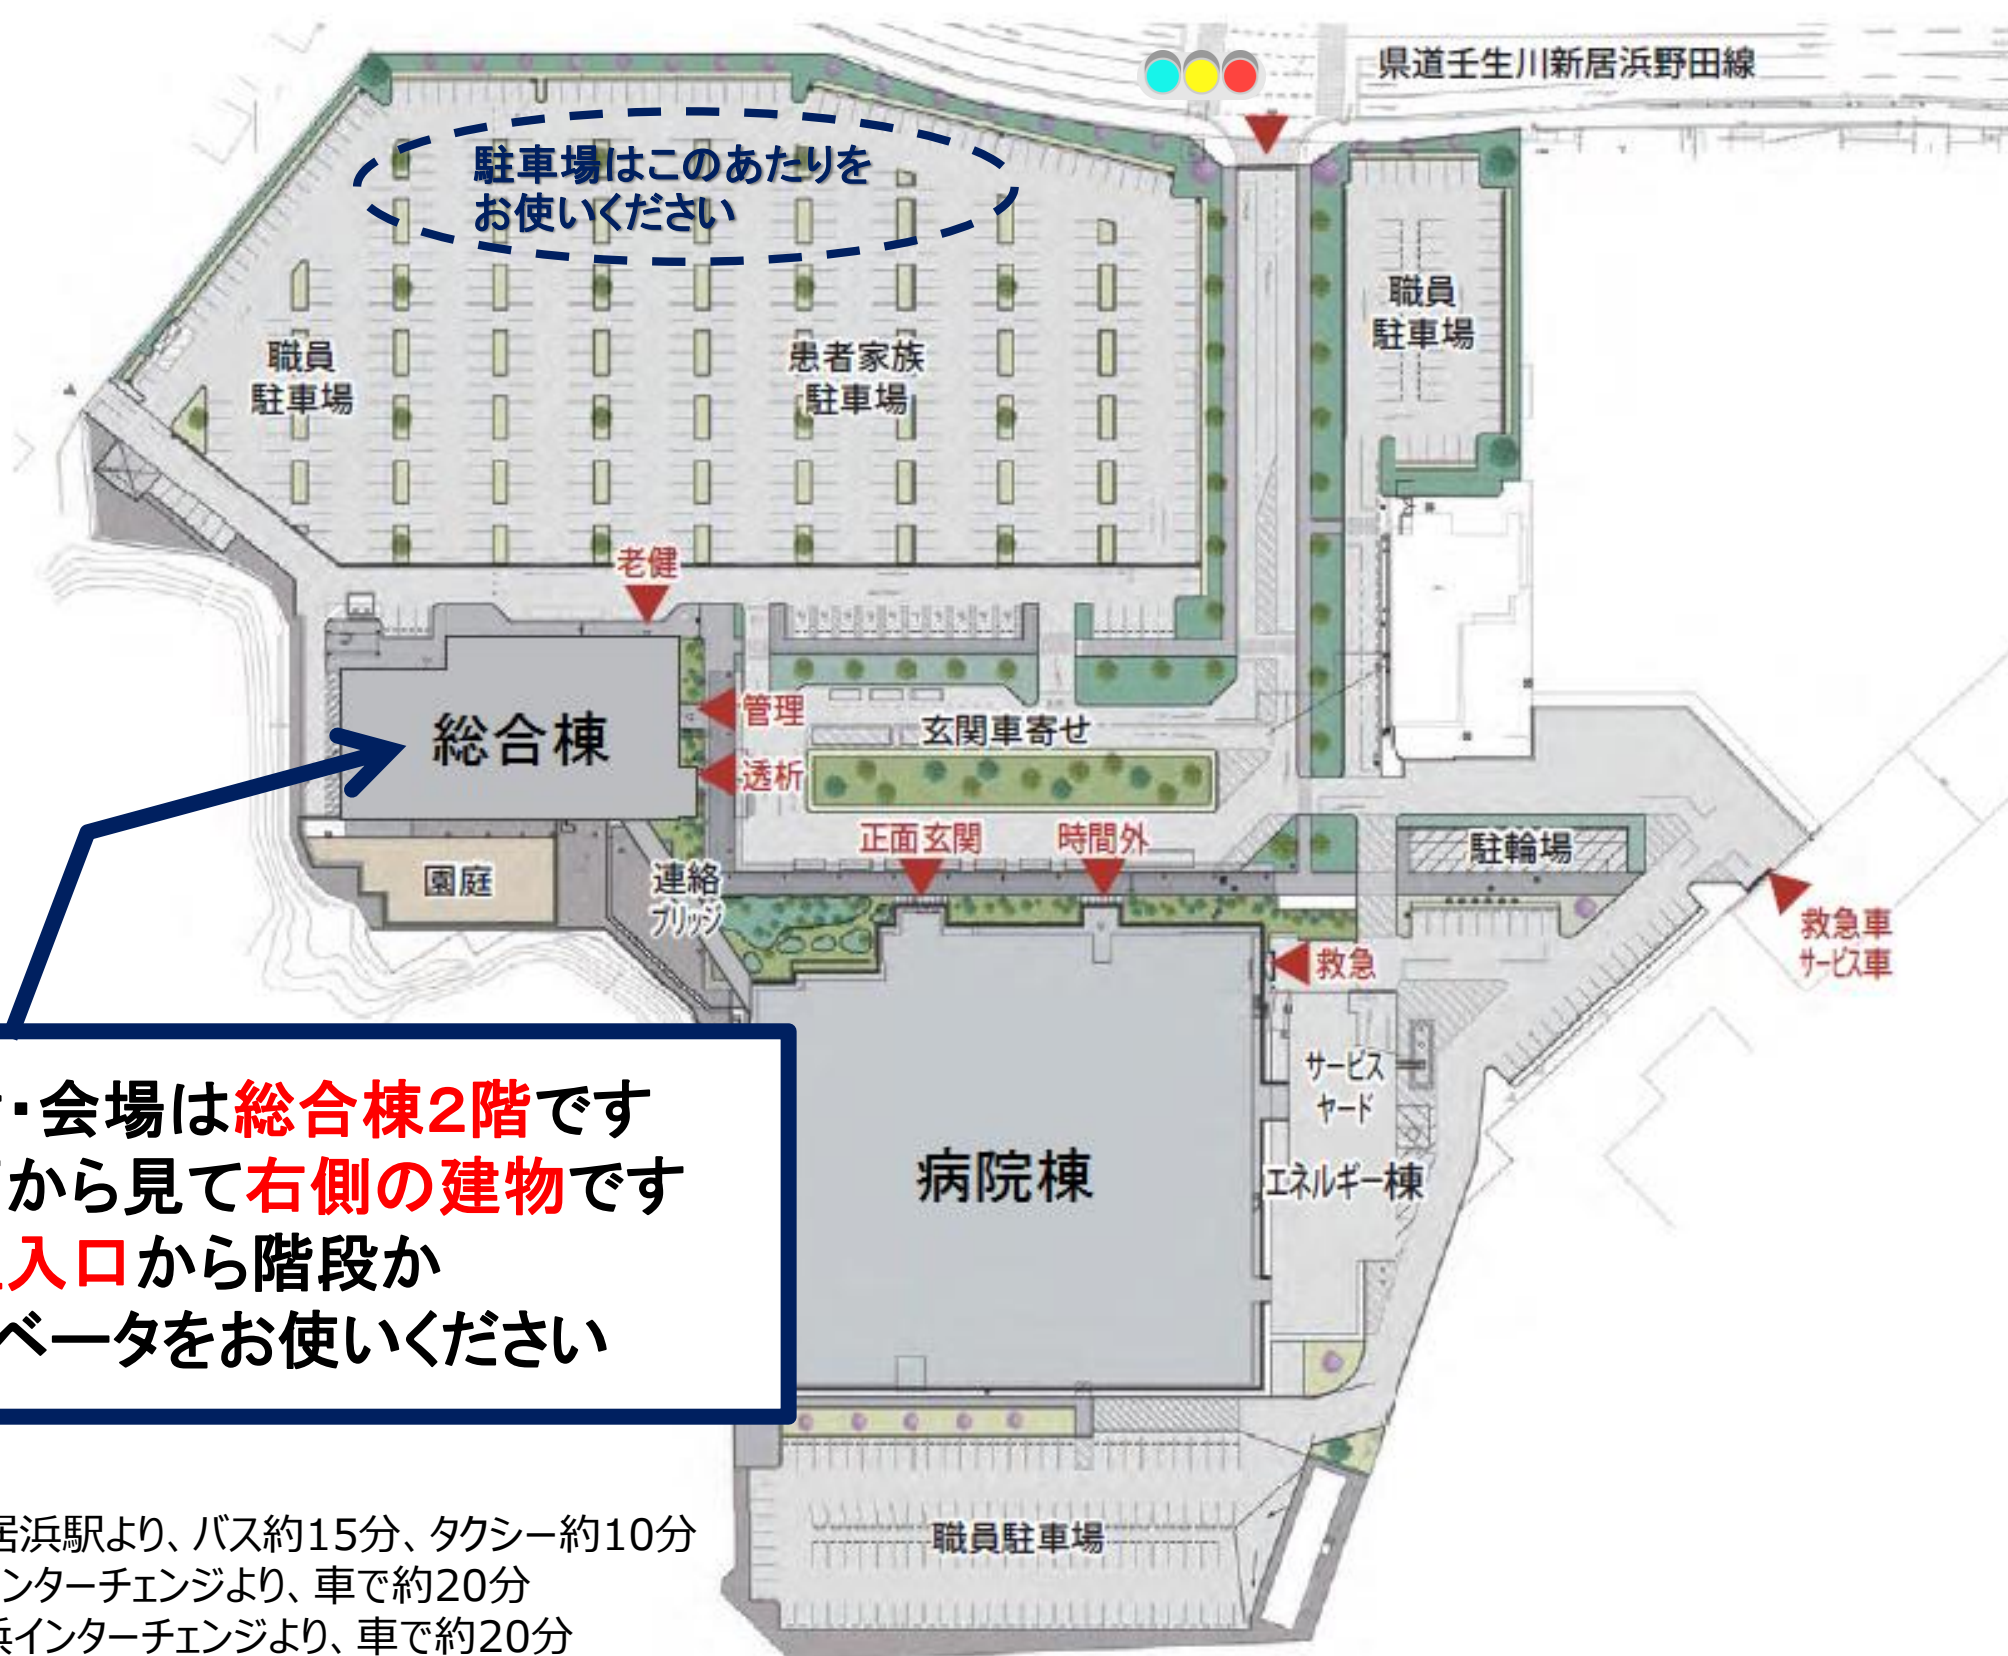 県道壬生川新居浜野田線
駐車場はこのあたりを
お使いください
職員
駐車場
職員
駐車場
患者家族
駐車場
老健
総合棟
管理
玄関車寄せ
透析
正面玄関
時間外
駐輪場
園庭
連絡
ブリッジ
救急車
サービス車
救急
サービス
ヤード
エネルギー棟
病院棟
・会場は総合棟2階です
から見て右側の建物です
入口から階段か
ベータをお使いください
職員駐車場
居浜駅より、バス約15分、タクシー約10分
ンターチェンジより、車で約20分
浜インターチェンジより、車で約20分